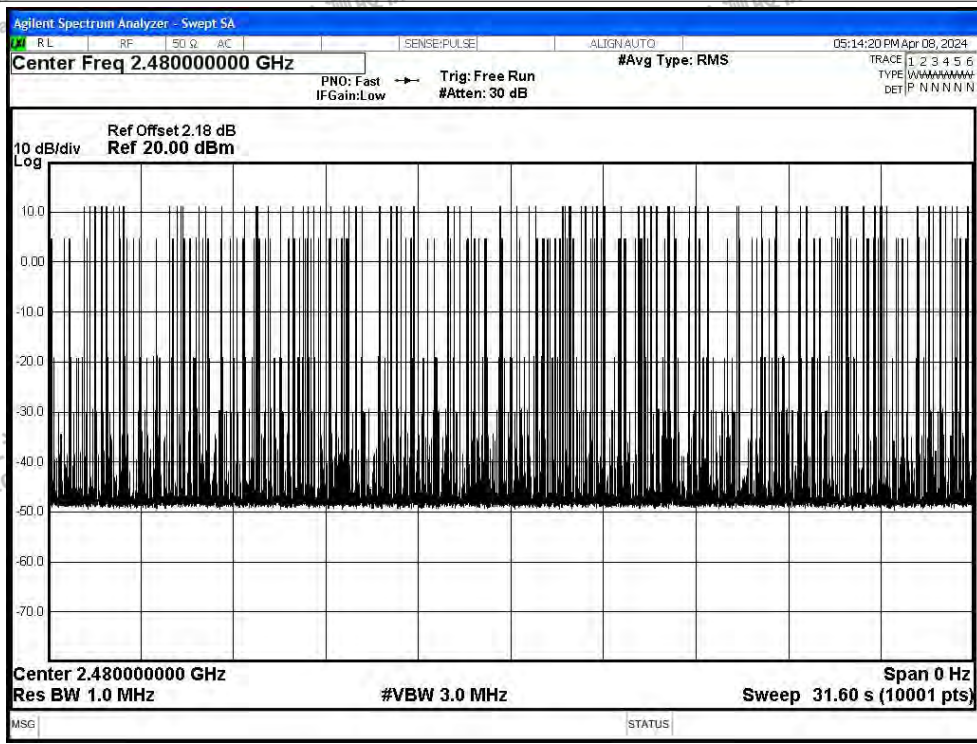 Agilent Spectrum Analyzer - Swept SA
RL RF 50 Ω AC SENSE:PULSE ALIGN AUTO 05:14:20 PM Apr 08, 2024
Center Freq 2.480000000 GHz #Avg Type: RMS TRACE 1 2 3 4 5 6
PNO: Fast Trig: Free Run TYPE
IFGain:Low #Atten: 30 dB DET P N N N N N
Ref Offset 2.18 dB
10 dB/div Ref 20.00 dBm
Log
10.0
0.00
-10.0
-20.0
-30.0
-40.0
-50.0
-60.0
-70.0
Center 2.480000000 GHz Span 0 Hz
Res BW 1.0 MHz #VBW 3.0 MHz Sweep 31.60 s (10001 pts)
MSG STATUS